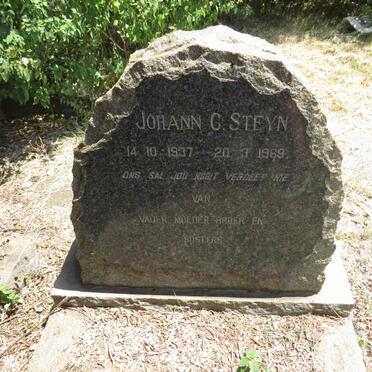 JOHANN C. STEYN
14.10.1937 - 20.3.1969
ONS SAL JOU NOOIT VERGEET NIE
VAN
VADER MOEDER BROER EN
SUSTERS